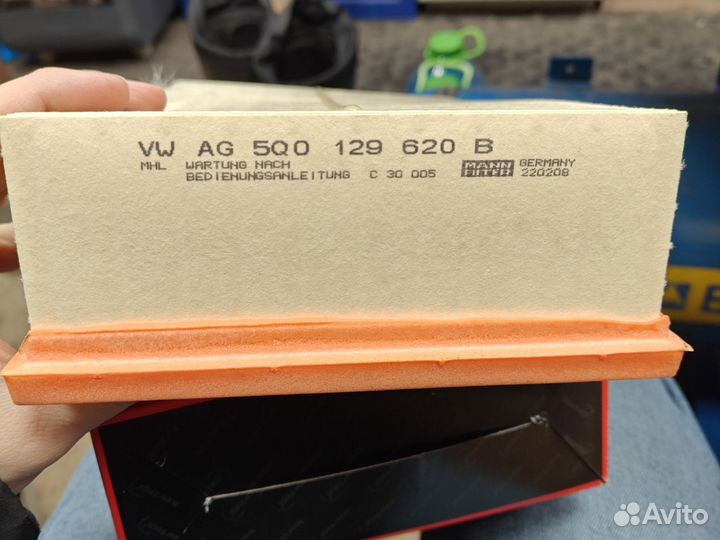 VW AG 5Q0 129 620 B
MHL WARTUNG NACH
BEDIENUNGSANLEITUNG C 30 005
MANN
FILTER
GERMANY
220208
Avito